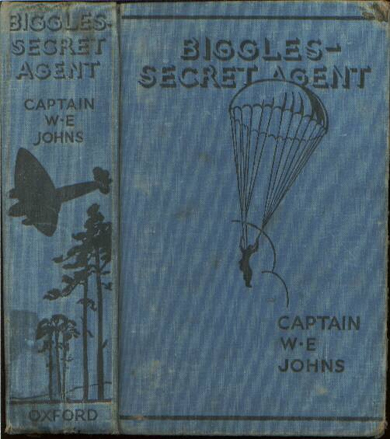 BIGGLES-
SECRET
AGENT
CAPTAIN
W·E
JOHNS
OXFORD
BIGGLES-
SECRET AGENT
CAPTAIN
W·E
JOHNS